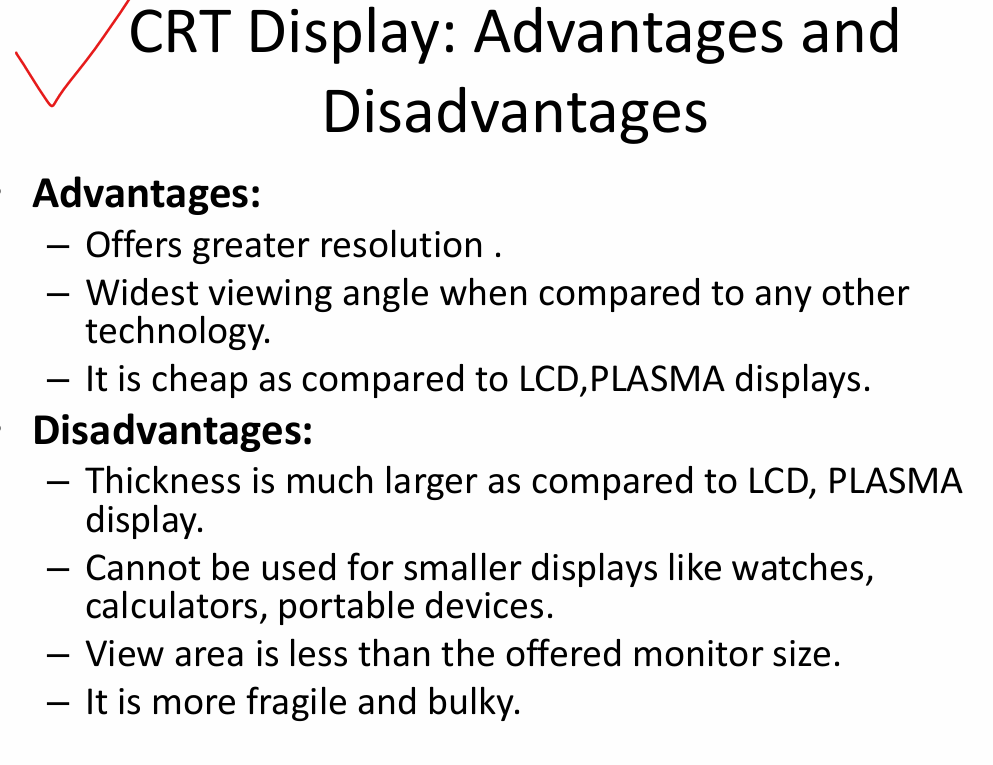 CRT Display: Advantages and
Disadvantages
• Advantages:
– Offers greater resolution .
– Widest viewing angle when compared to any other
technology.
– It is cheap as compared to LCD,PLASMA displays.
• Disadvantages:
– Thickness is much larger as compared to LCD, PLASMA
display.
– Cannot be used for smaller displays like watches,
calculators, portable devices.
– View area is less than the offered monitor size.
– It is more fragile and bulky.